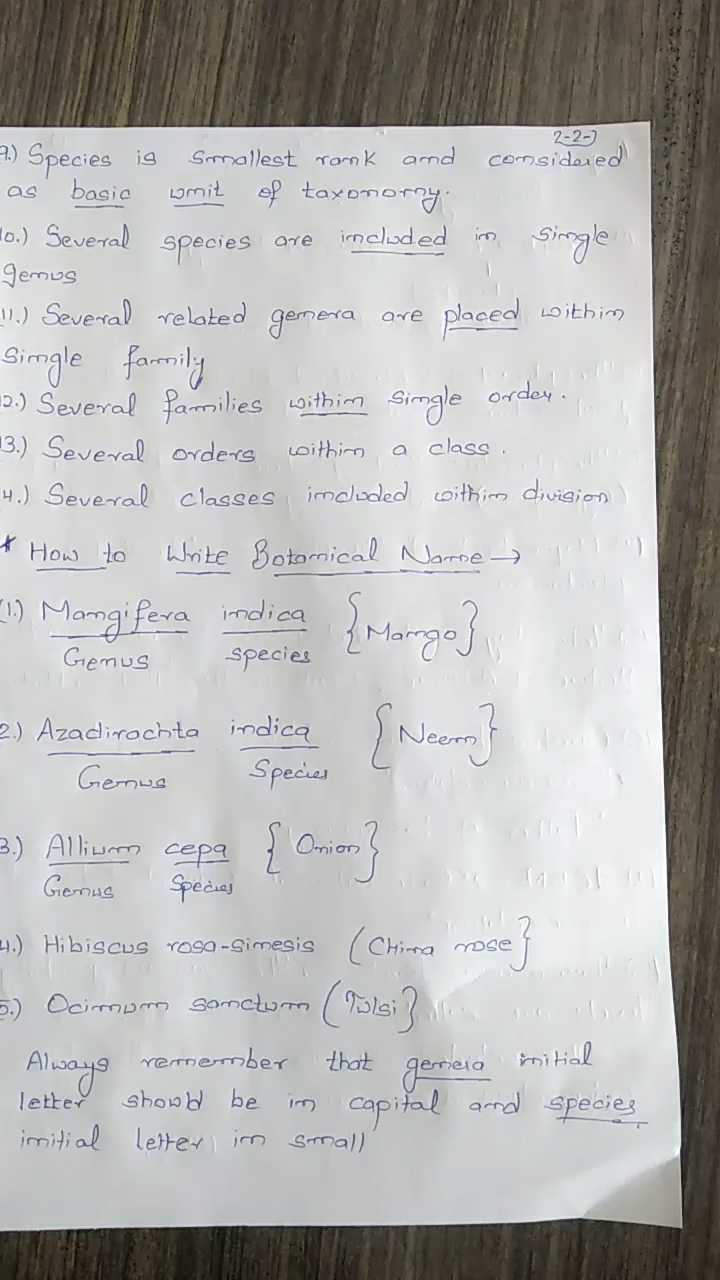 2-2-)
9.) Species is smallest rank and considered
as basic unit of taxonomy.
10.) Several species are included in single
genus
11.) Several related genera are placed within
single family
12.) Several families within single order.
13.) Several orders within a class.
14.) Several classes included within division
* How to Write Botanical Name →
(1.) Mangifera indica {Mango}
Genus species
2.) Azadirachta indica {Neem}
Genus Species
3.) Allium cepa {Onion}
Genus Species
4.) Hibiscus rosa-sinesis (China rose}
5.) Ocimum sanctum (Tulsi}
Always remember that genera initial
letter should be in capital and species
initial letter in small